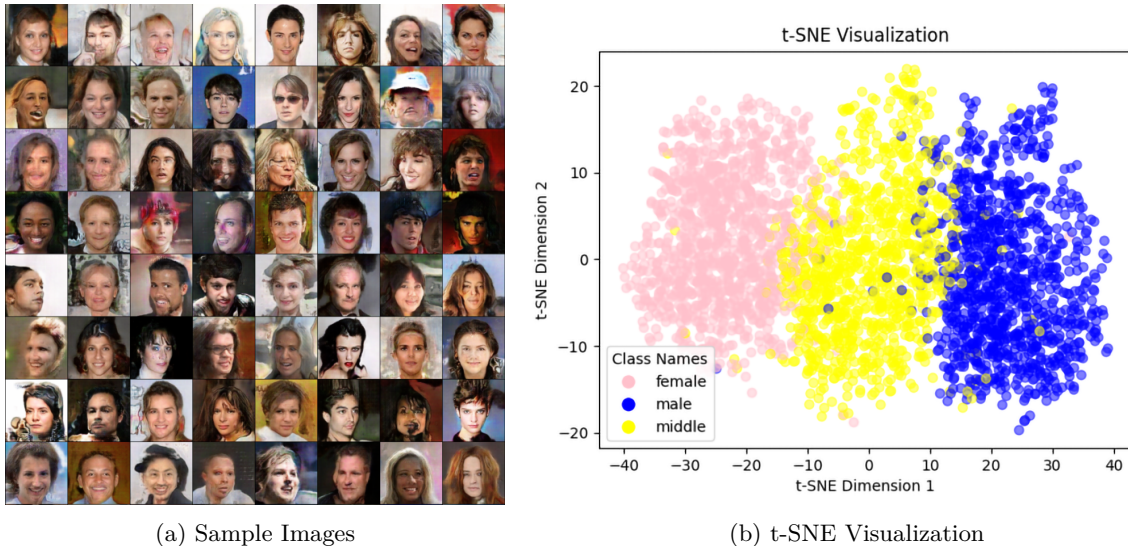 t-SNE Visualization
t-SNE Dimension 2
20
10
0
−10
−20
Class Names
female
male
middle
−40
−30
−20
−10
0
10
20
30
40
t-SNE Dimension 1
(a) Sample Images
(b) t-SNE Visualization